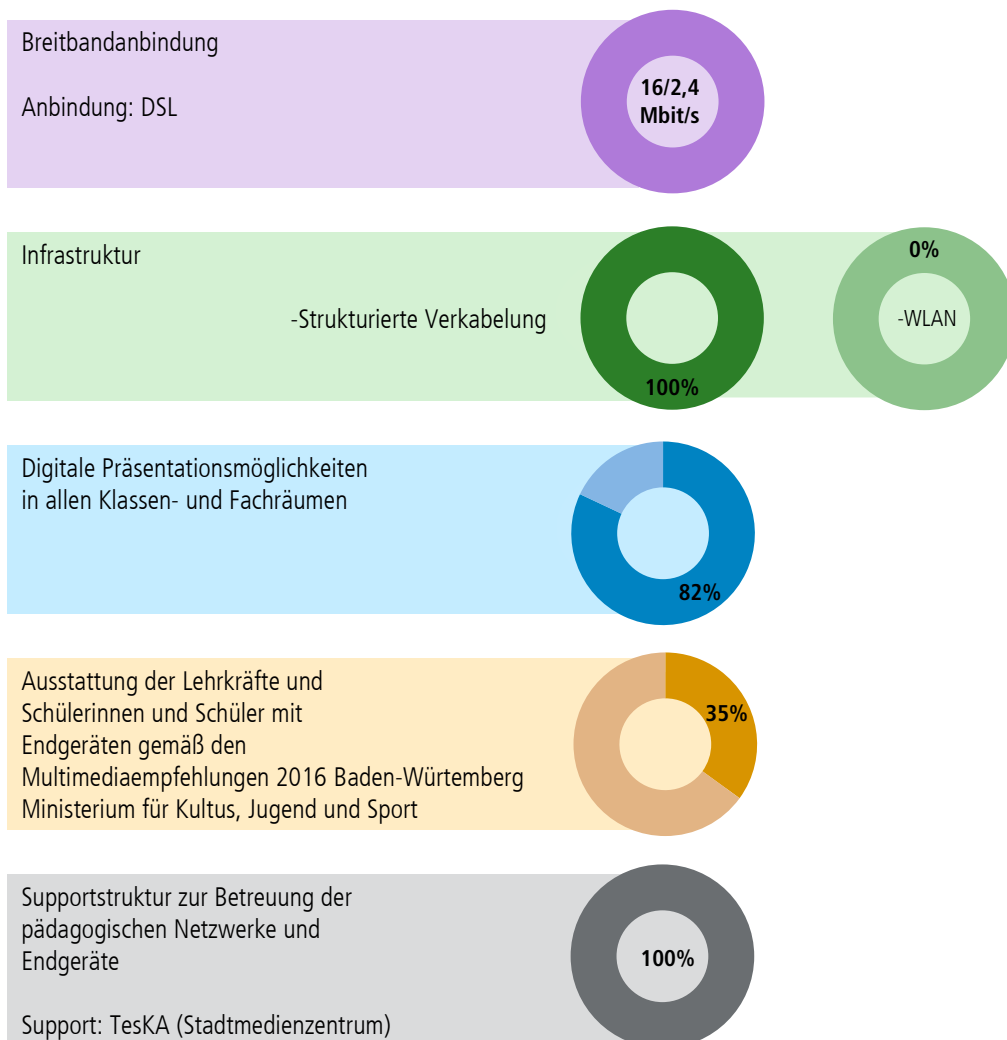 Breitbandanbindung
Anbindung: DSL
16/2,4
Mbit/s
Infrastruktur
-Strukturierte Verkabelung
100%
0%
-WLAN
Digitale Präsentationsmöglichkeiten
in allen Klassen- und Fachräumen
82%
Ausstattung der Lehrkräfte und
Schülerinnen und Schüler mit
Endgeräten gemäß den
Multimediaempfehlungen 2016 Baden-Würtemberg
Ministerium für Kultus, Jugend und Sport
35%
Supportstruktur zur Betreuung der
pädagogischen Netzwerke und
Endgeräte
Support: TesKA (Stadtmedienzentrum)
100%